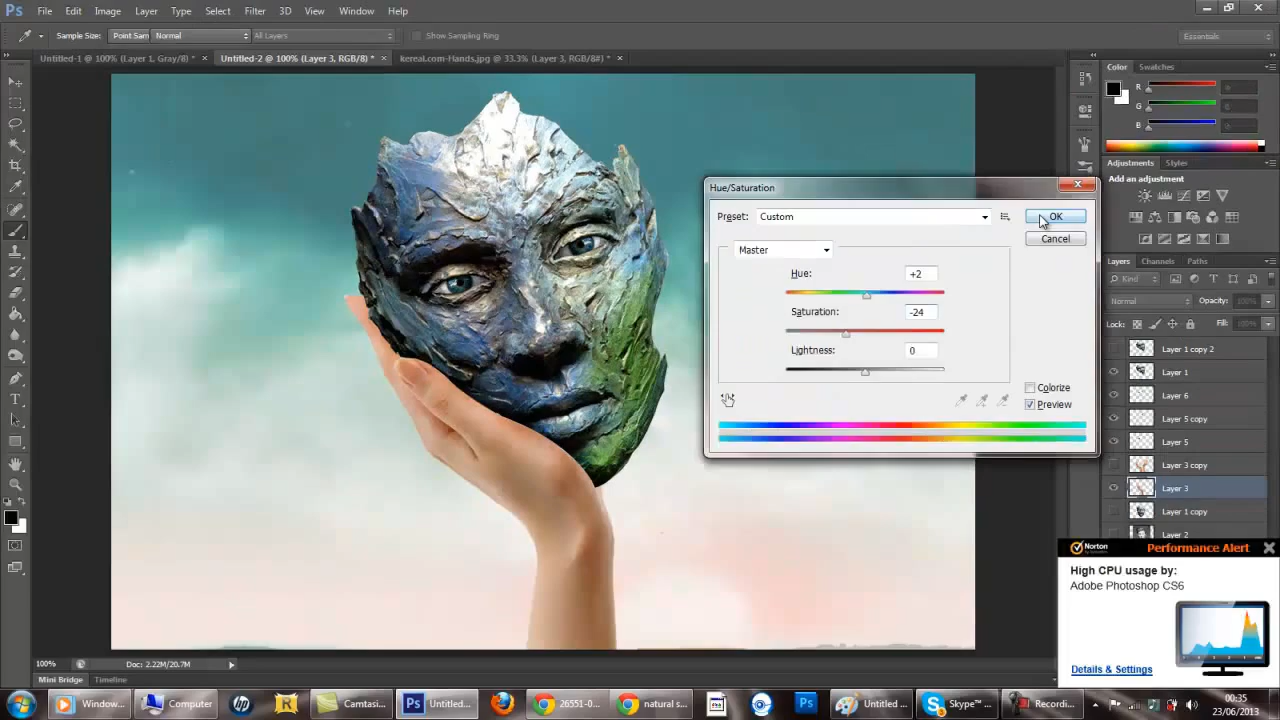 Ps File Edit Image Layer Type Select Filter 3D View Window Help
Sample Size: Point Sam Normal All Layers Show Sampling Ring Essentials
Untitled-1 @ 100% (Layer 1, Gray/8) * × Untitled-2 @ 100% (Layer 3, RGB/8) * × kereal.com-Hands.jpg @ 33.3% (Layer 3, RGB/8#) * ×
Color Swatches
R
G
B
Adjustments Styles
Add an adjustment
Hue/Saturation
Preset: Custom OK
Cancel
Master
Hue: +2
Saturation: -24
Lightness: 0
Colorize
Preview
Layers Channels Paths
Kind
Normal Opacity: 100%
Lock: Fill: 100%
Layer 1 copy 2
Layer 1
Layer 6
Layer 5 copy
Layer 5
Layer 3 copy
Layer 3
Layer 1 copy
Layer 2
Norton Performance Alert
High CPU usage by:
Adobe Photoshop CS6
Details & Settings
100% Doc: 2.22M/20.7M
Mini Bridge Timeline
Window... Computer hp R Camtasi... Ps Untitled... 26551-0... natural s... Ps Untitled ... Skype™ ... Recordi...
00:35
23/06/2013